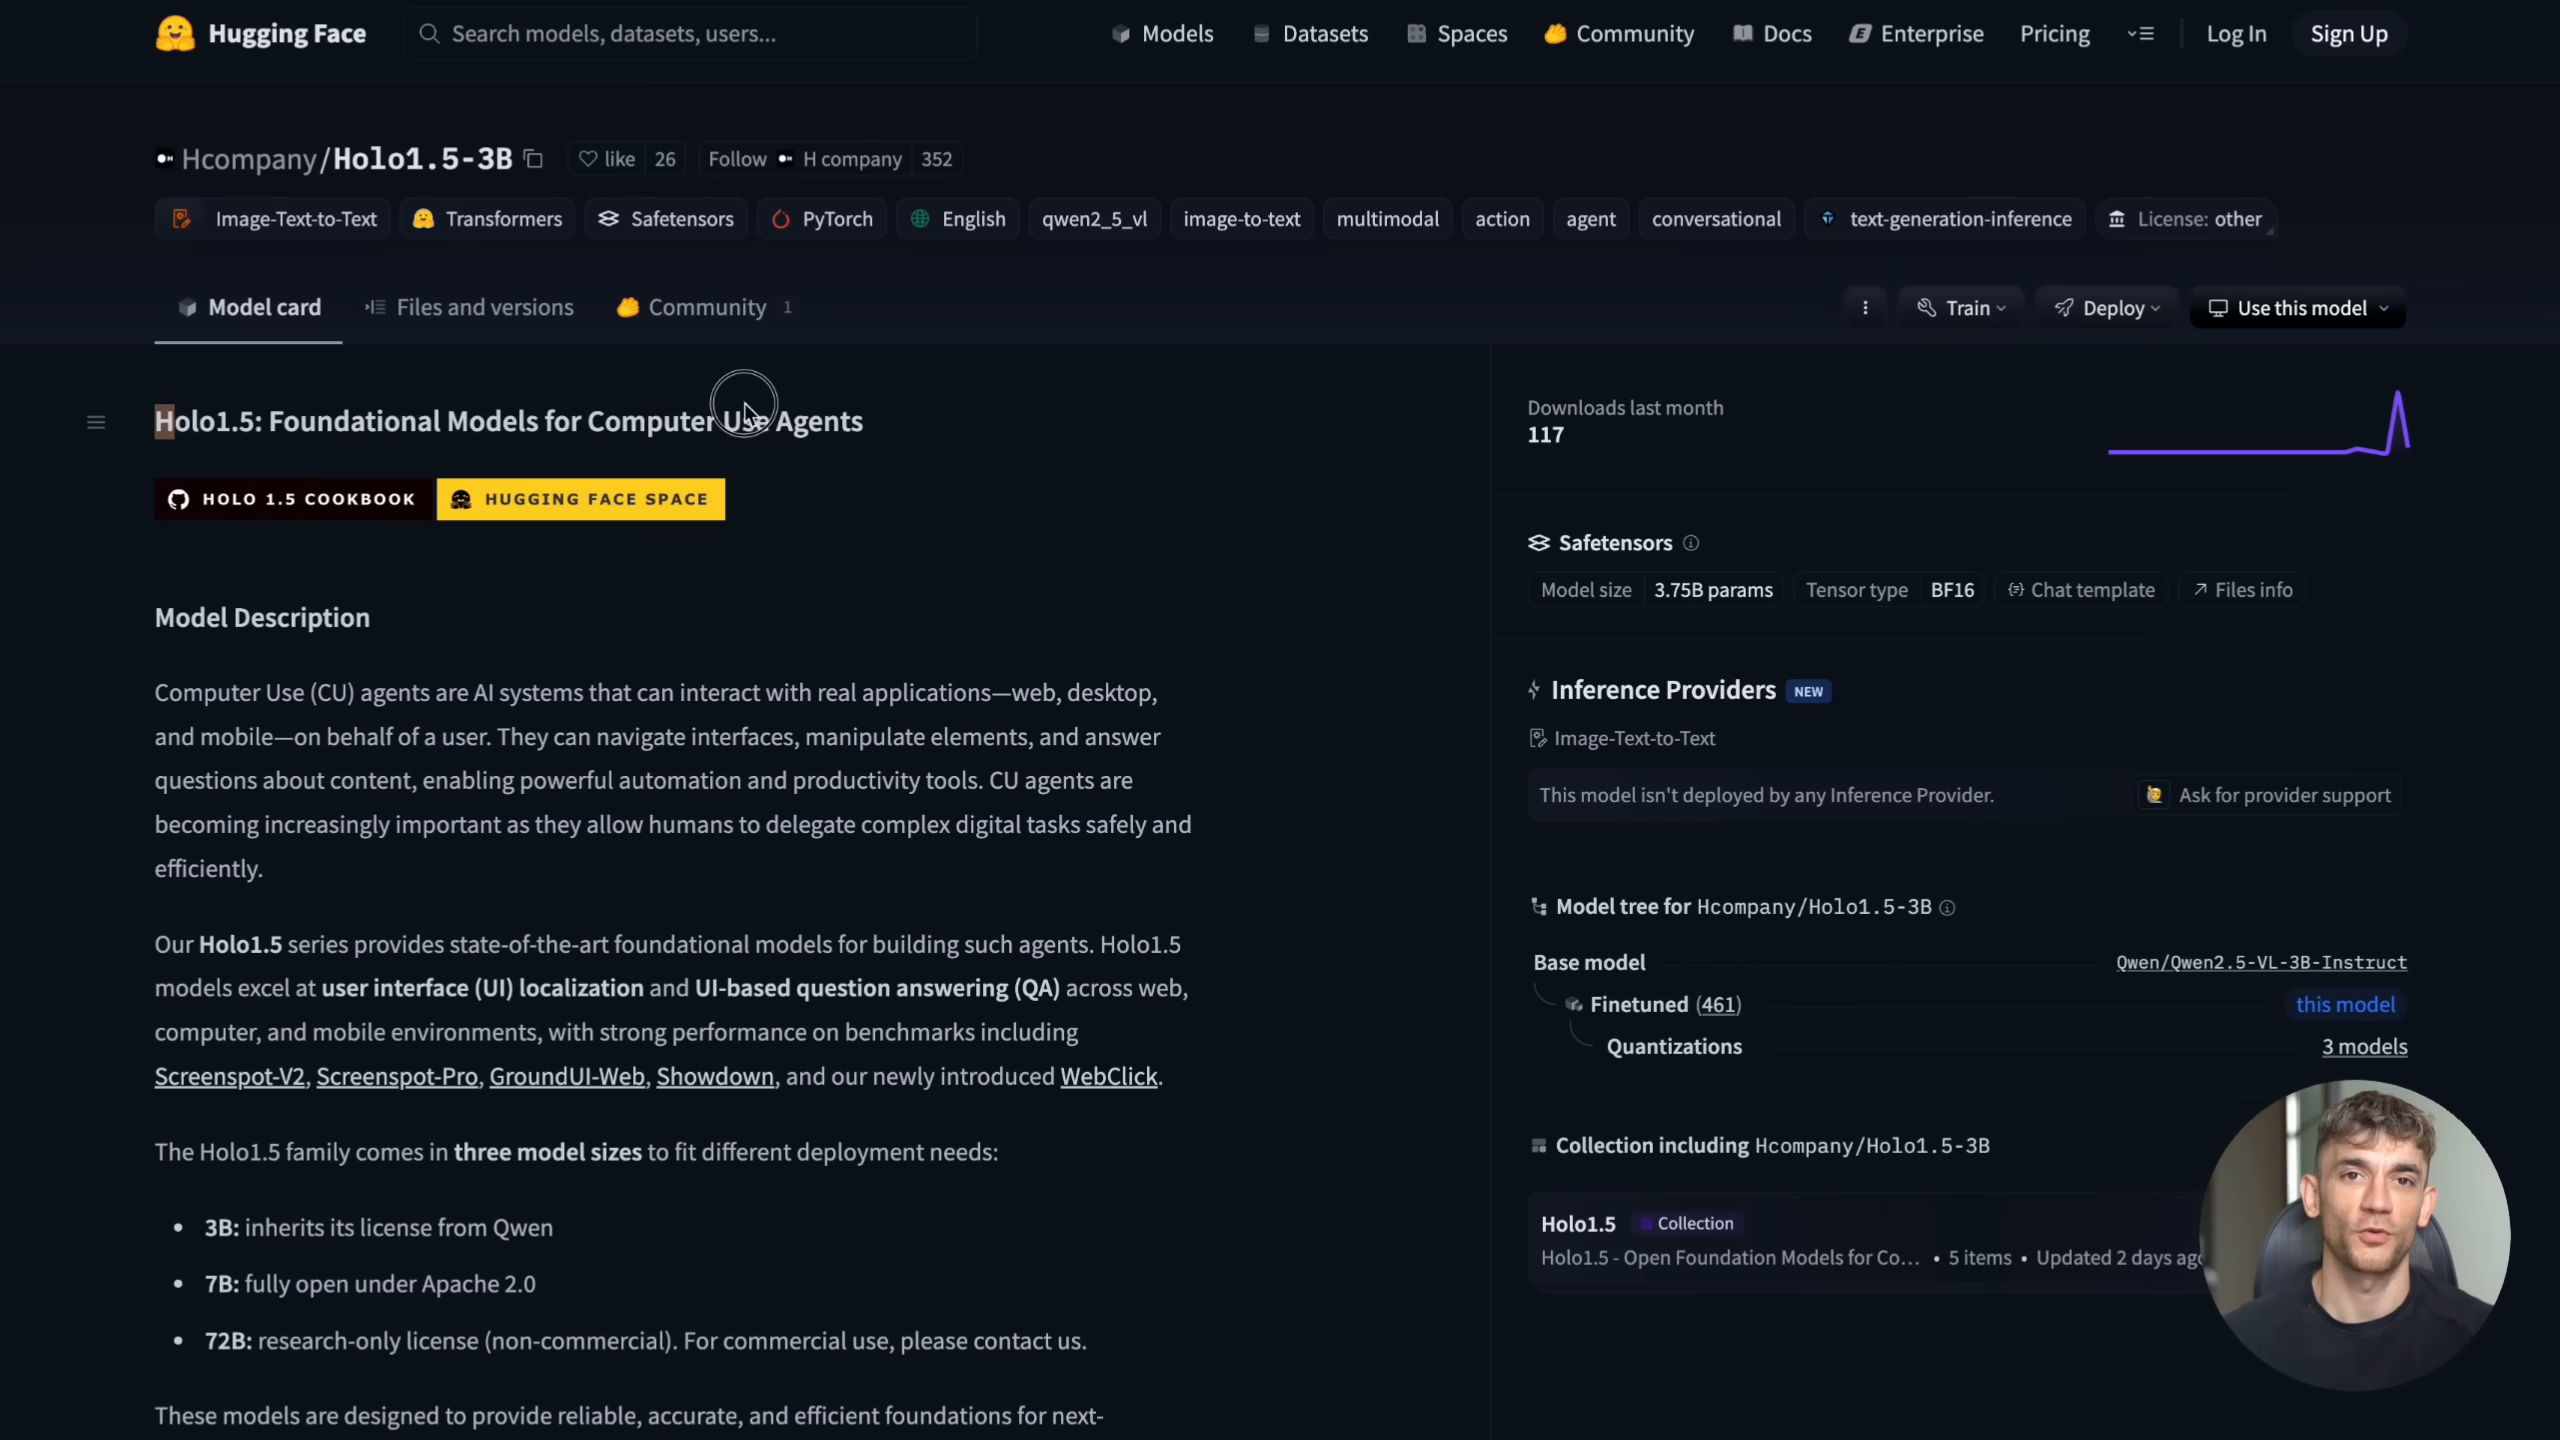 Hugging Face
Search models, datasets, users...
Models
Datasets
Spaces
Community
Docs
Enterprise
Pricing
Log In
Sign Up
Hcompany/Holo1.5-3B
like 26
Follow H company 352
Image-Text-to-Text
Transformers
Safetensors
PyTorch
English
qwen2_5_vl
image-to-text
multimodal
action
agent
conversational
text-generation-inference
License: other
Model card
Files and versions
Community 1
Train
Deploy
Use this model
Holo1.5: Foundational Models for Computer Use Agents
HOLO 1.5 COOKBOOK
HUGGING FACE SPACE
Model Description
Computer Use (CU) agents are AI systems that can interact with real applications—web, desktop,
and mobile—on behalf of a user. They can navigate interfaces, manipulate elements, and answer
questions about content, enabling powerful automation and productivity tools. CU agents are
becoming increasingly important as they allow humans to delegate complex digital tasks safely and
efficiently.
Our Holo1.5 series provides state-of-the-art foundational models for building such agents. Holo1.5
models excel at user interface (UI) localization and UI-based question answering (QA) across web,
computer, and mobile environments, with strong performance on benchmarks including
Screenspot-V2, Screenspot-Pro, GroundUI-Web, Showdown, and our newly introduced WebClick.
The Holo1.5 family comes in three model sizes to fit different deployment needs:
• 3B: inherits its license from Qwen
• 7B: fully open under Apache 2.0
• 72B: research-only license (non-commercial). For commercial use, please contact us.
These models are designed to provide reliable, accurate, and efficient foundations for next-
Downloads last month
117
Safetensors
Model size 3.75B params
Tensor type BF16
Chat template
Files info
Inference Providers NEW
Image-Text-to-Text
This model isn't deployed by any Inference Provider.
Ask for provider support
Model tree for Hcompany/Holo1.5-3B
Base model Qwen/Qwen2.5-VL-3B-Instruct
Finetuned (461) this model
Quantizations 3 models
Collection including Hcompany/Holo1.5-3B
Holo1.5 Collection
Holo1.5 - Open Foundation Models for Co... • 5 items • Updated 2 days ago